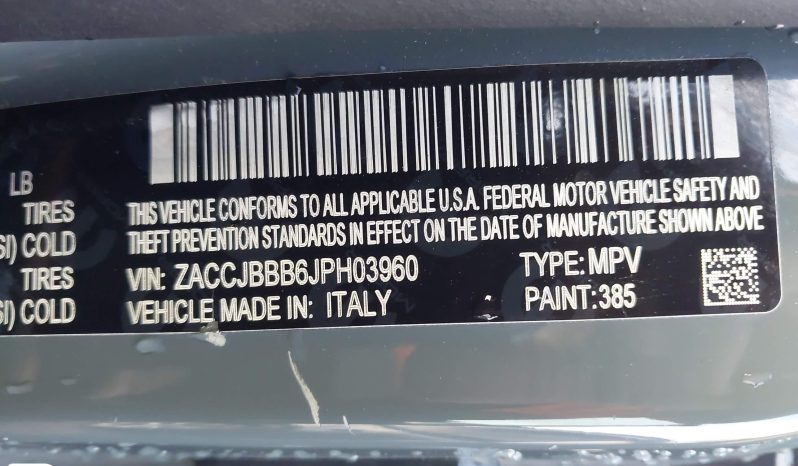 LB
TIRES
SI) COLD
TIRES
SI) COLD
THIS VEHICLE CONFORMS TO ALL APPLICABLE U.S.A. FEDERAL MOTOR VEHICLE SAFETY AND
THEFT PREVENTION STANDARDS IN EFFECT ON THE DATE OF MANUFACTURE SHOWN ABOVE
VIN: ZACCJBBB6JPH03960 TYPE: MPV
VEHICLE MADE IN: ITALY PAINT: 385